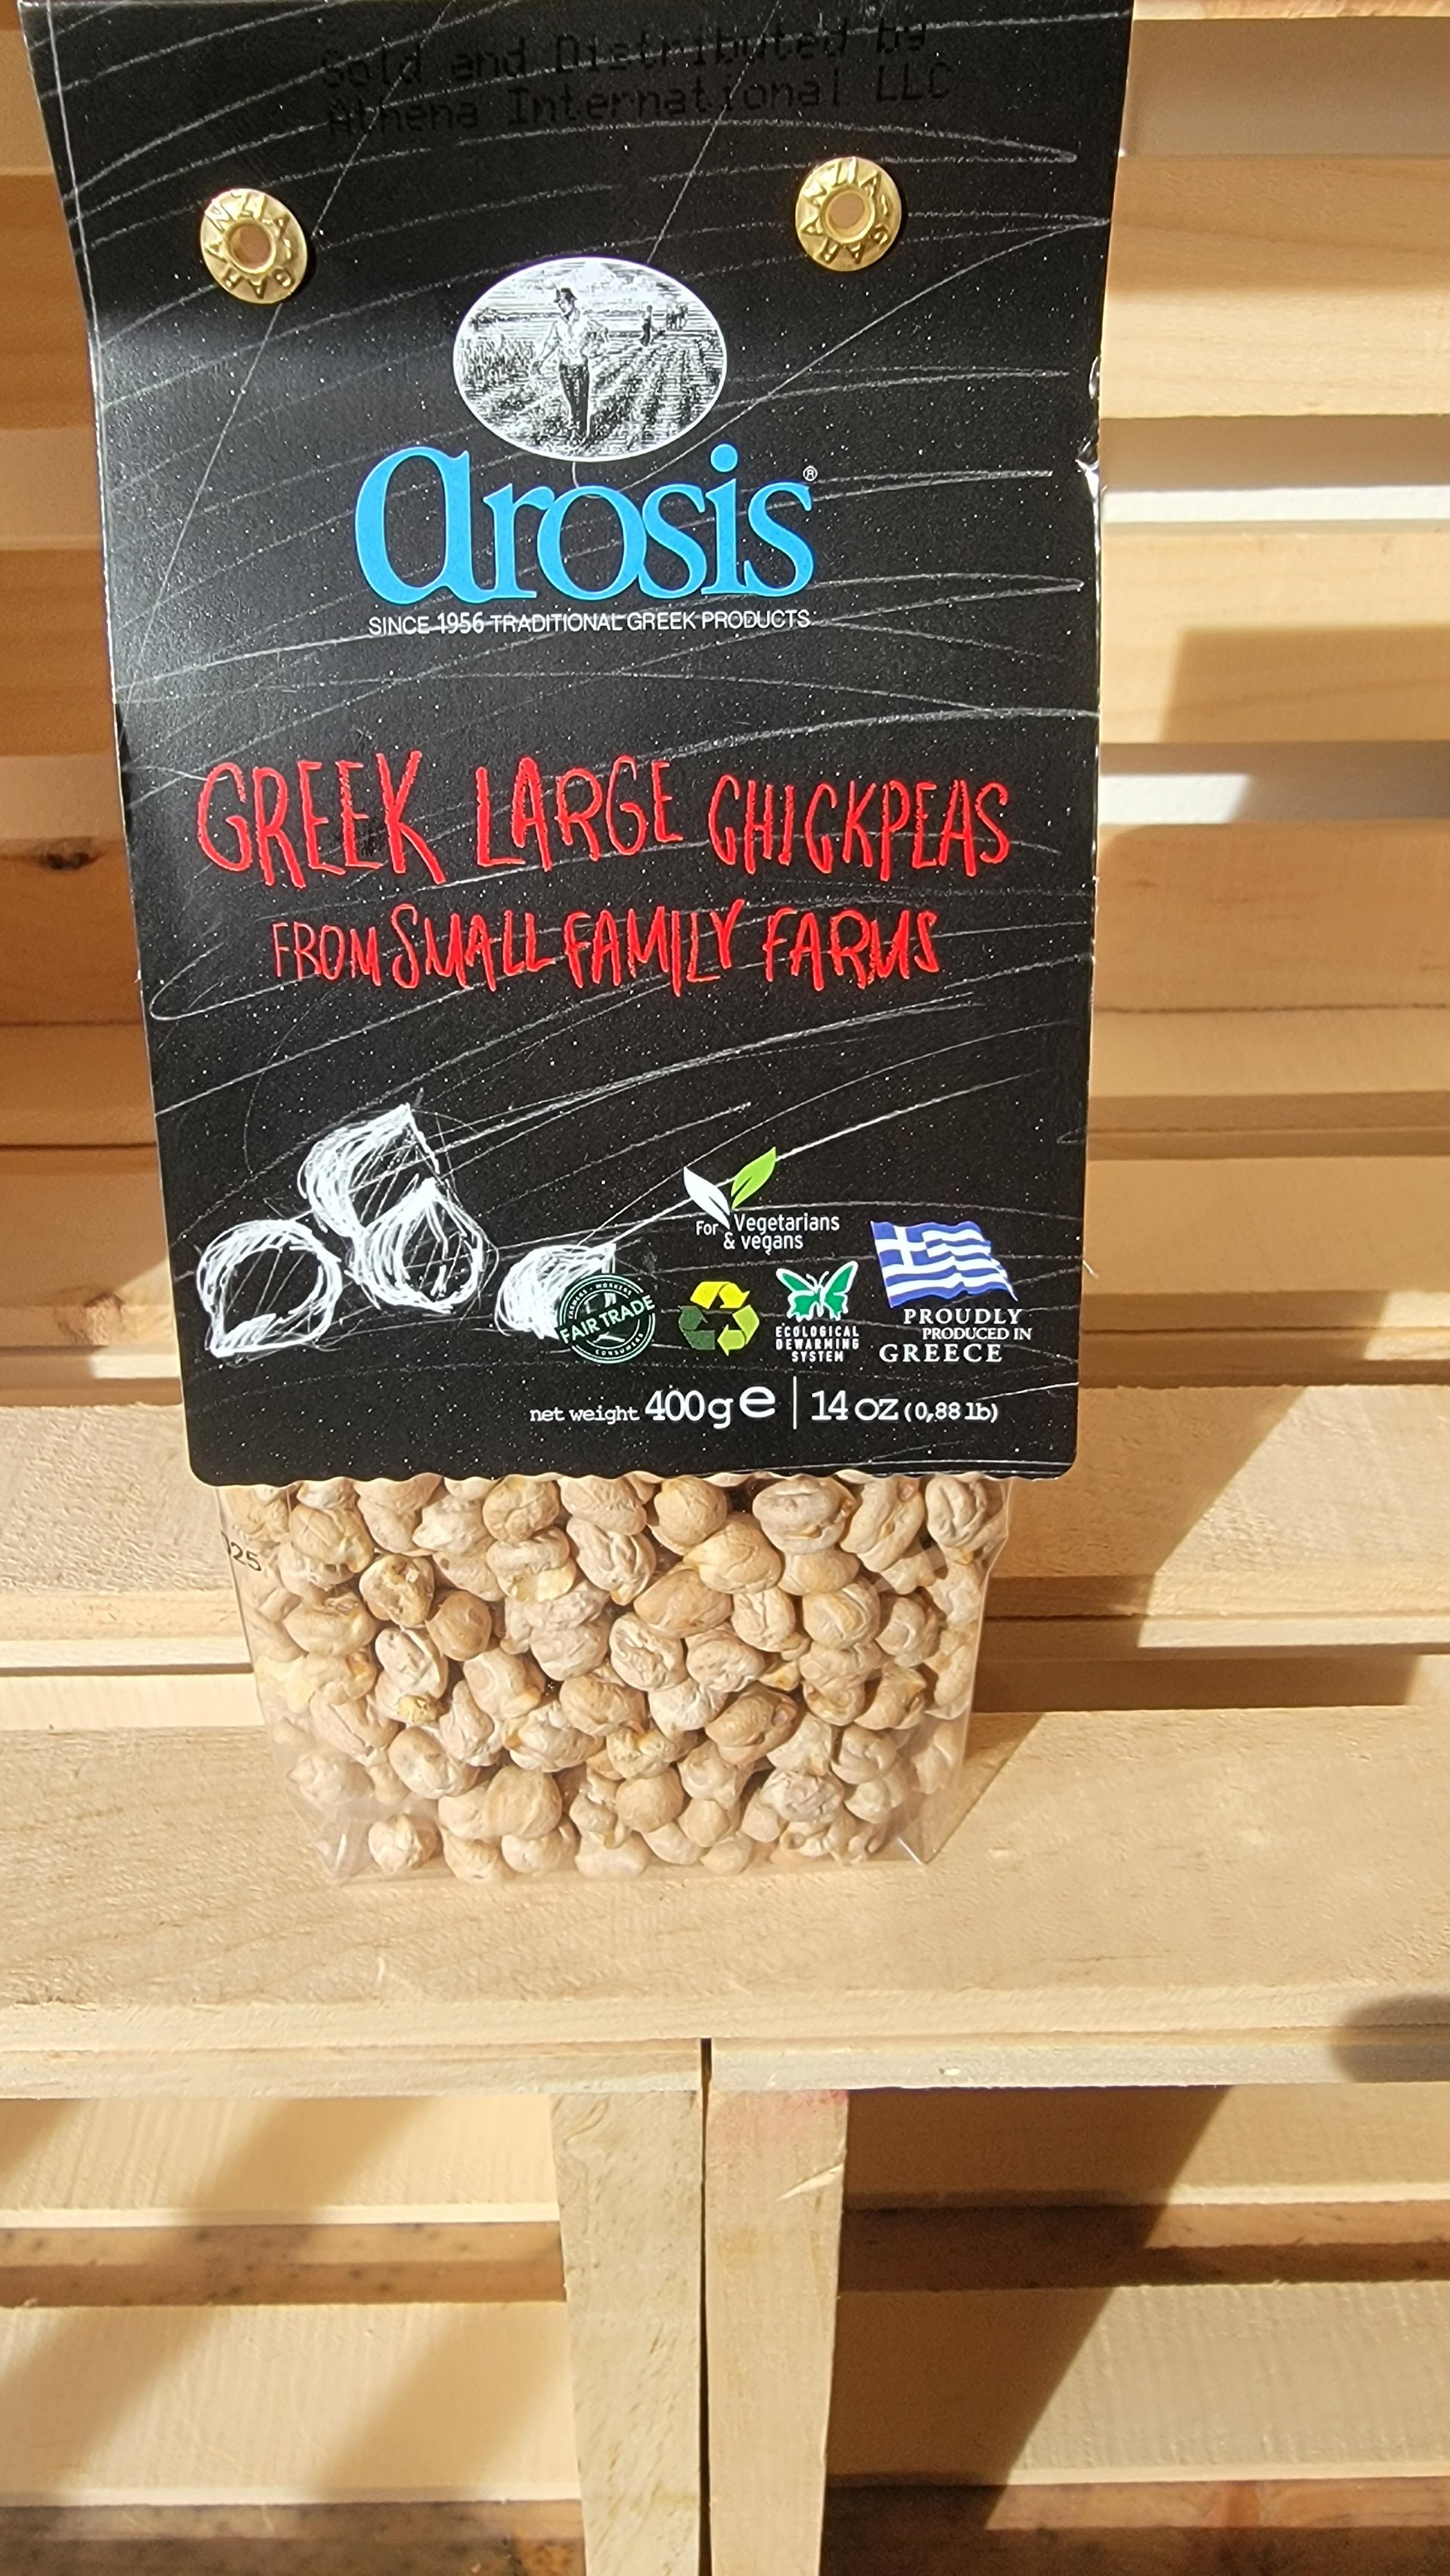 Sold and Distributed by
Athena International LLC
GARANZIA
GARANZIA
arosis®
SINCE 1956 TRADITIONAL GREEK PRODUCTS
GREEK LARGE CHICKPEAS
FROM SMALL FAMILY FARMS
For Vegetarians
& vegans
FAIR TRADE
CONSUMERS
ECOLOGICAL
DEWARMING
SYSTEM
PROUDLY
PRODUCED IN
GREECE
net weight 400g e | 14 oz (0,88 lb)
25